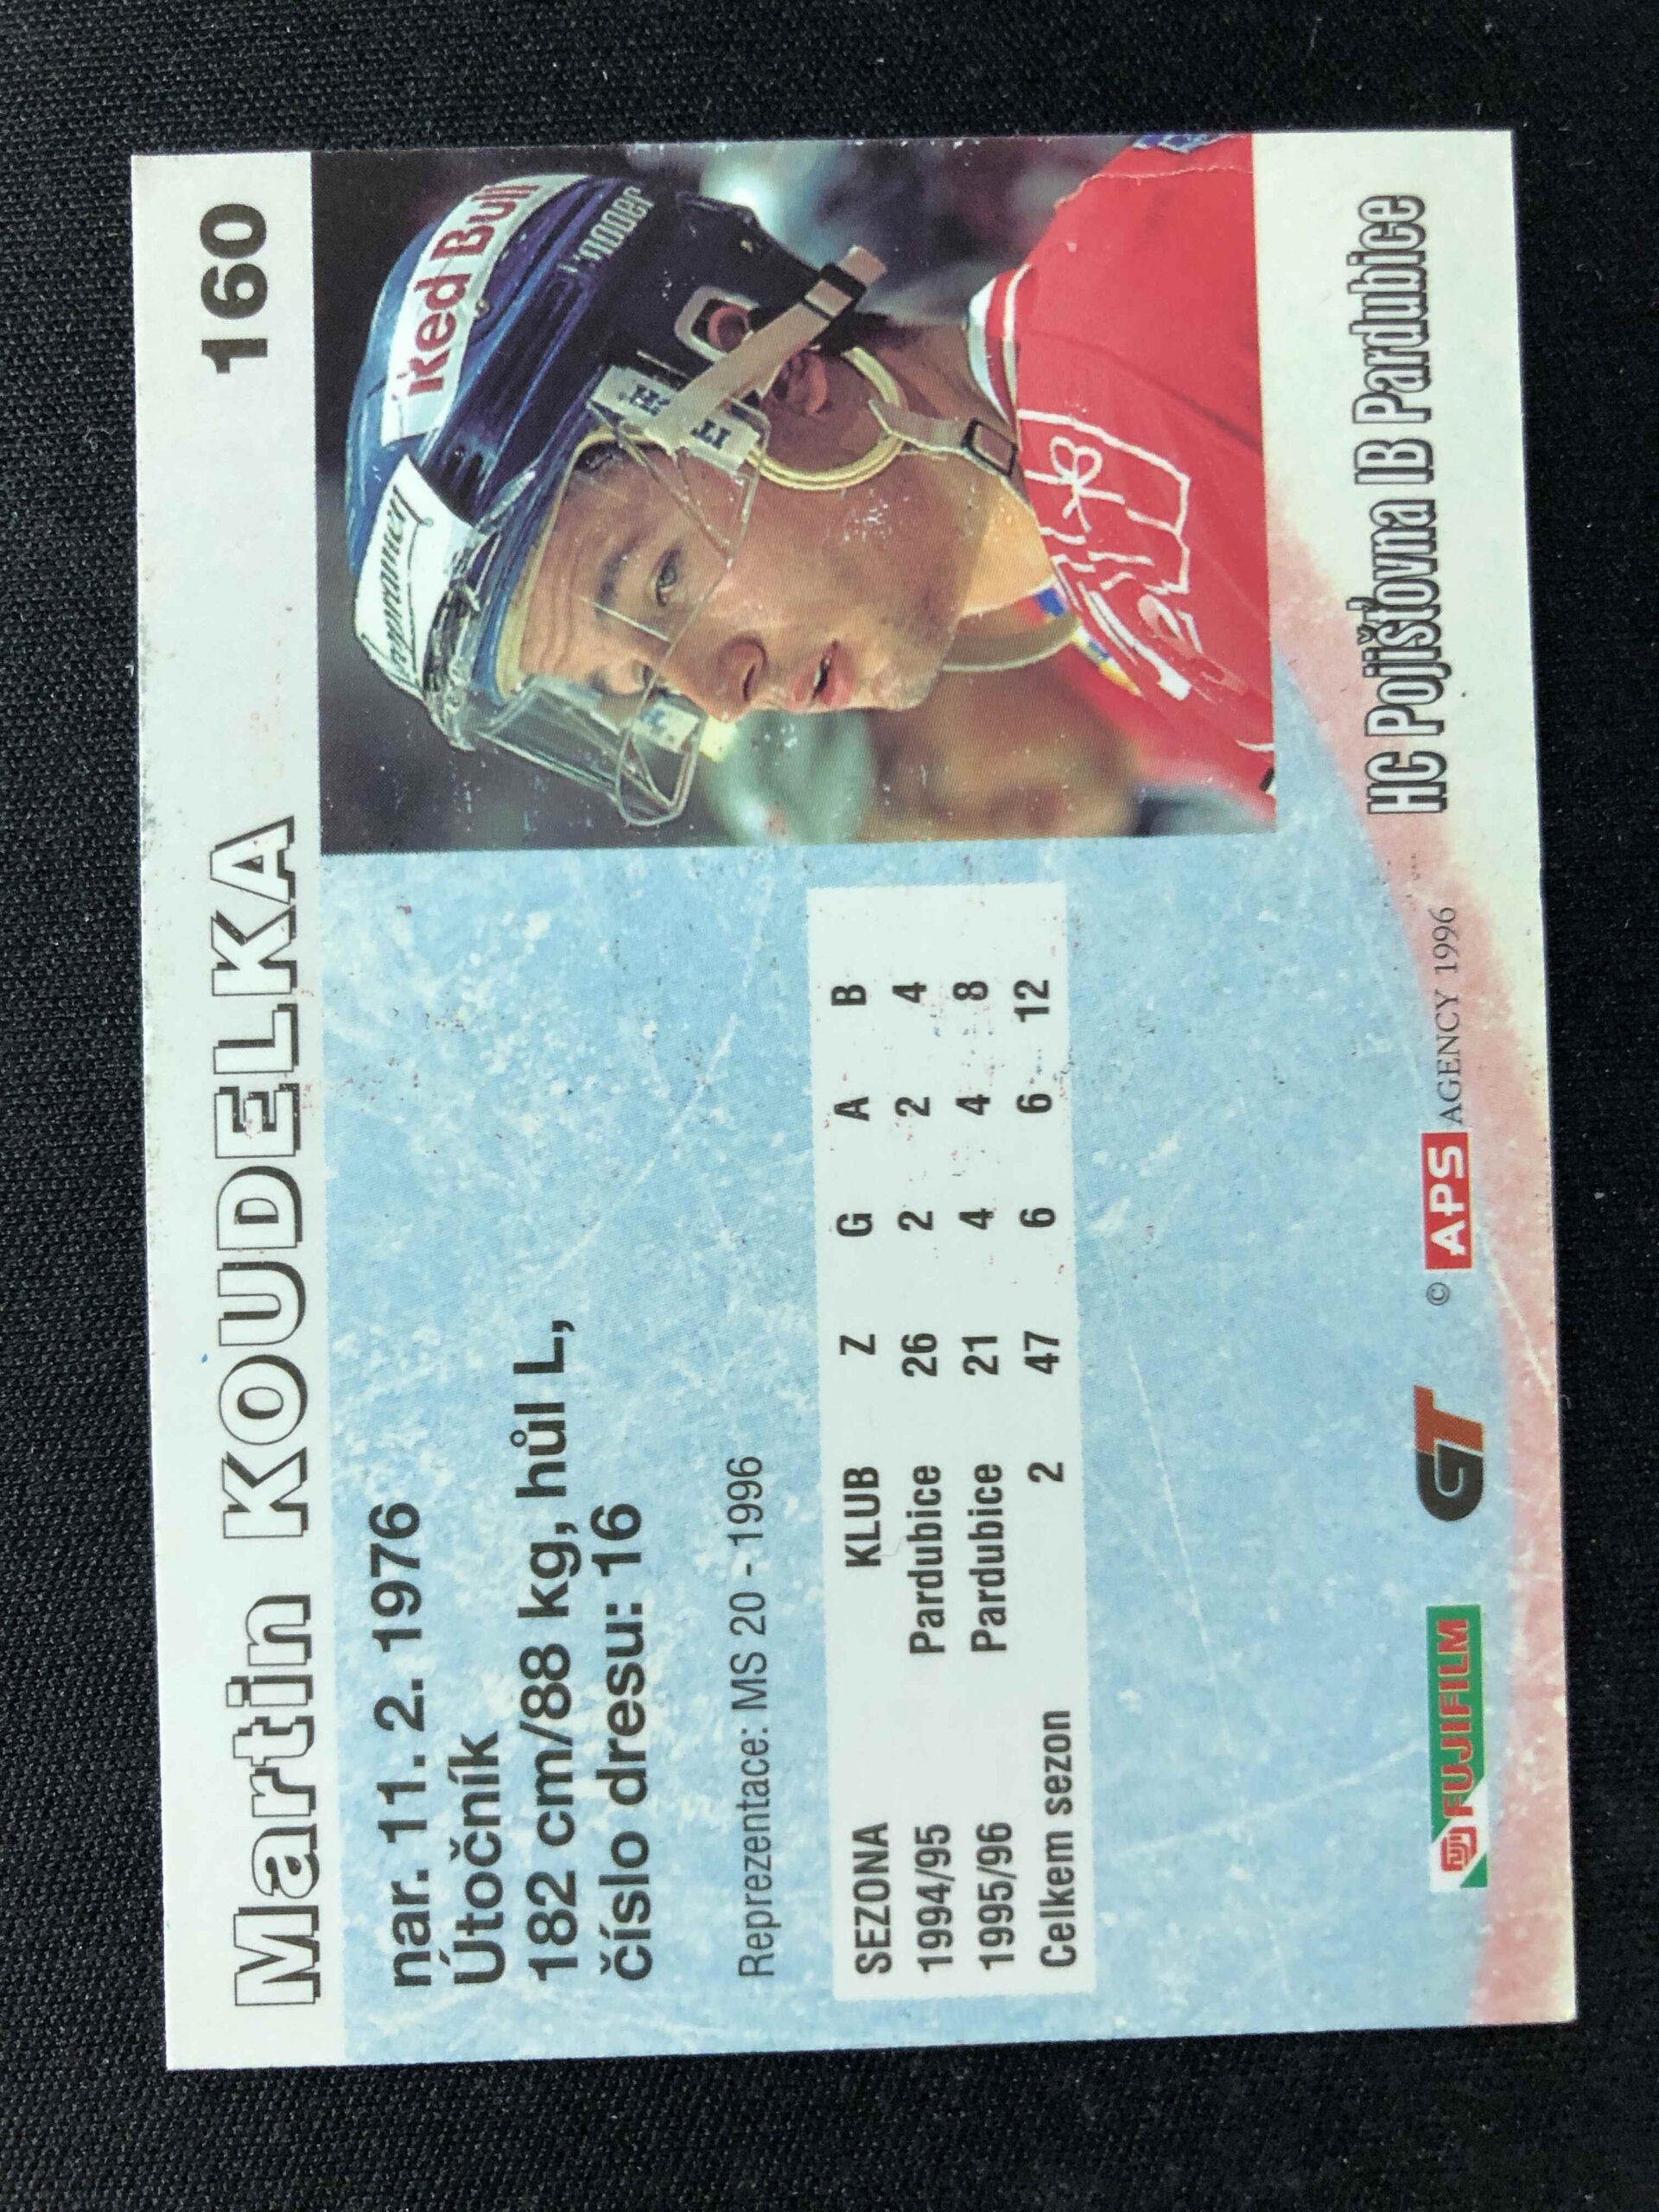 Martin KOUDELKA 160
nar. 11. 2. 1976
Útočník
182 cm/88 kg, hůl L,
číslo dresu: 16
Reprezentace: MS 20 - 1996
SEZONA KLUB Z G A B
1994/95 Pardubice 26 2 2 4
1995/96 Pardubice 21 4 4 8
Celkem sezon 2 47 6 6 12
Red Bull
FUJIFILM
GT
© APS AGENCY 1996
HC Pojišťovna IB Pardubice